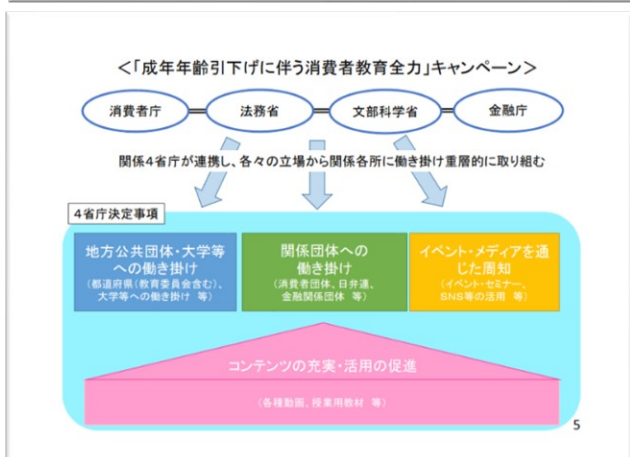 ＜「成年年齢引下げに伴う消費者教育全力」キャンペーン＞
消費者庁
法務省
文部科学省
金融庁
関係４省庁が連携し、各々の立場から関係各所に働き掛け重層的に取り組む
４省庁決定事項
地方公共団体・大学等
への働き掛け
（都道府県（教育委員会含む）、
大学等への働き掛け 等）
関係団体への
働き掛け
（消費者団体、日弁連、
金融関係団体 等）
イベント・メディアを通
じた周知
（イベント・セミナー、
SNS等の活用 等）
コンテンツの充実・活用の促進
（各種動画、授業用教材 等）
5